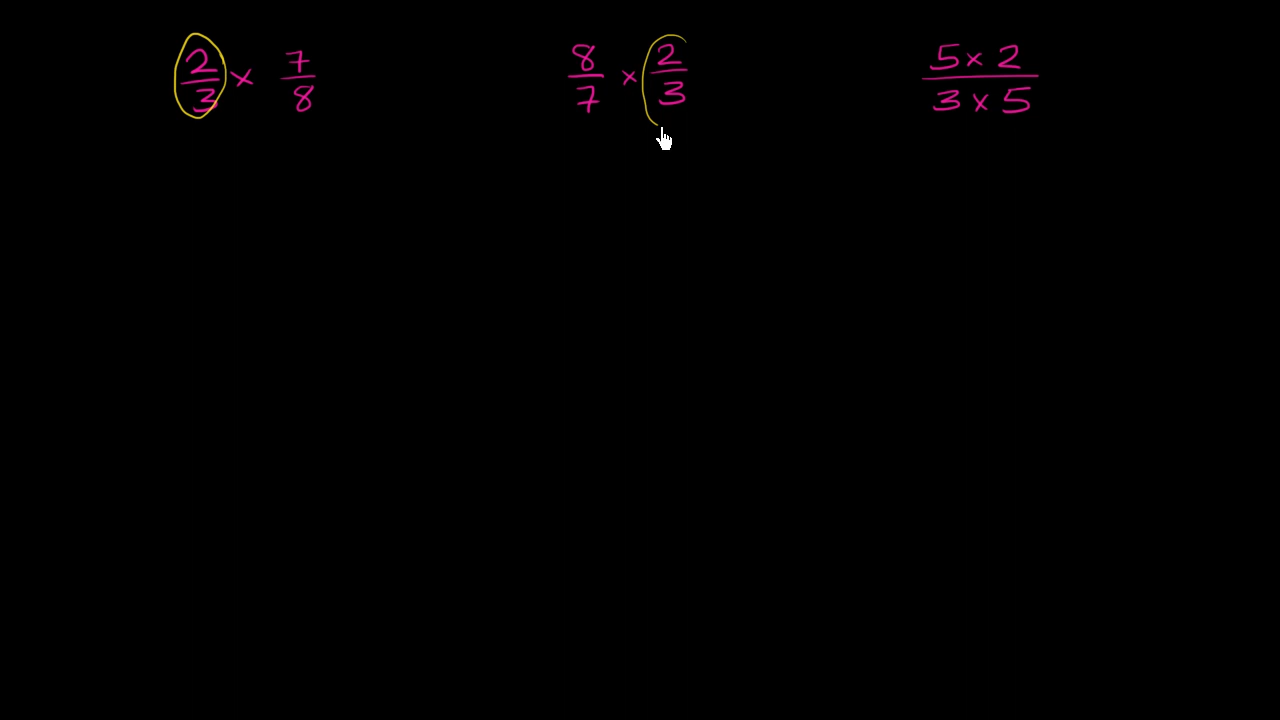 2/3 × 7/8
8/7 × 2/3
5 × 2 / 3 × 5